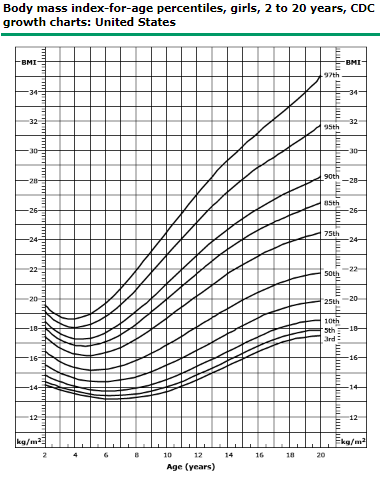 Body mass index-for-age percentiles, girls, 2 to 20 years, CDC
growth charts: United States
BMI BMI
97th
34 34
95th
32 32
30 30
28 90th 28
85th
26 26
75th
24 24
22 50th 22
20 25th 20
10th
18 5th 18
3rd
16 16
14 14
12 12
kg/m² kg/m²
2 4 6 8 10 12 14 16 18 20
Age (years)